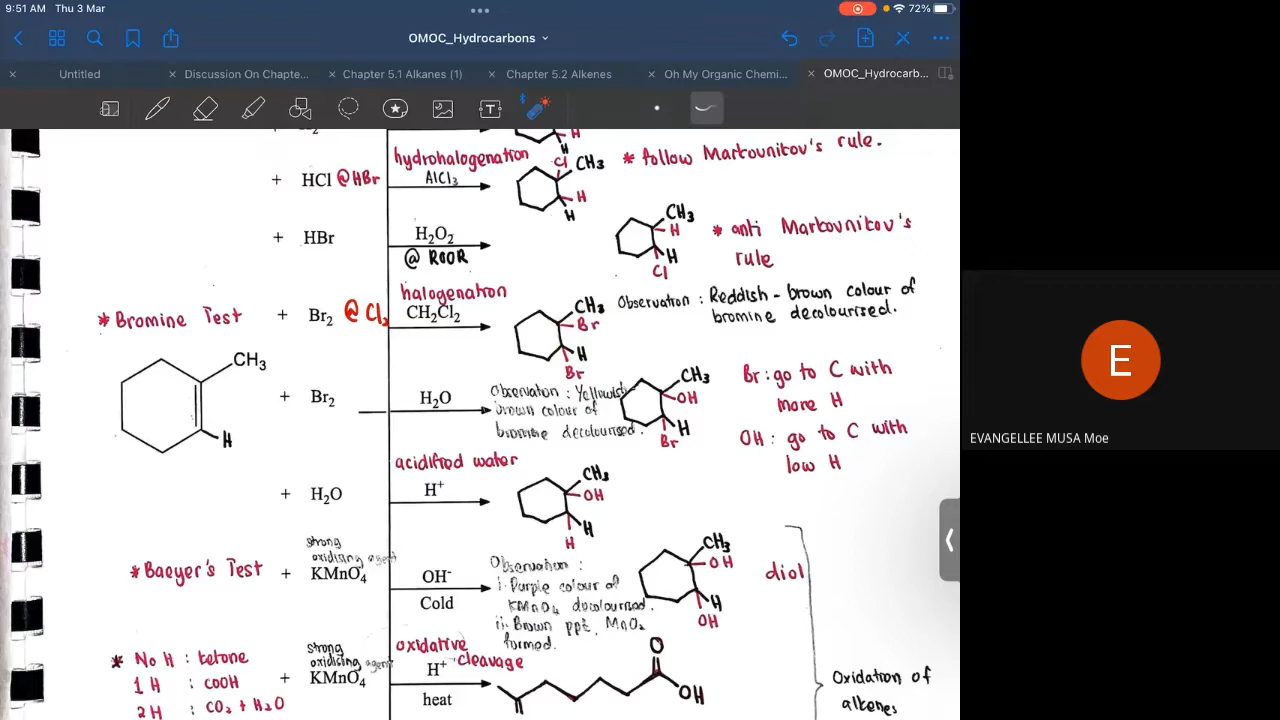 9:51 AM Thu 3 Mar
72%
OMOC_Hydrocarbons
Untitled
Discussion On Chapte...
Chapter 5.1 Alkanes (1)
Chapter 5.2 Alkenes
Oh My Organic Chemi...
OMOC_Hydrocarb...
H
H
hydrohalogenation
+ HCl @HBr
AlCl₃
Cl
CH₃
H
H
* follow Markovnikov's rule.
+ HBr
H₂O₂
@ ROOR
CH₃
H
H
Cl
* anti Markovnikov's
rule
halogenation
* Bromine Test
+ Br₂ @ Cl₂
CH₂Cl₂
CH₃
Br
H
Br
Observation : Reddish-brown colour of
bromine decolourised.
CH₃
H
+ Br₂
H₂O
Observation : Yellowish
brown colour of
bromine decolourised.
CH₃
OH
H
Br
Br : go to C with
more H
OH : go to C with
low H
acidified water
+ H₂O
H⁺
CH₃
OH
H
H
* Baeyer's Test
+
strong
oxidising agent
KMnO₄
OH⁻
Cold
Observation :
i. Purple colour of
KMnO₄ decolourised.
ii. Brown ppt, MnO₂
formed.
CH₃
OH
H
OH
diol
* No H : ketone
1 H : COOH
2H : CO₂ + H₂O
+
strong
oxidising agent
KMnO₄
oxidative
cleavage
H⁺
heat
O
OH
Oxidation of
alkenes
E
EVANGELLEE MUSA Moe